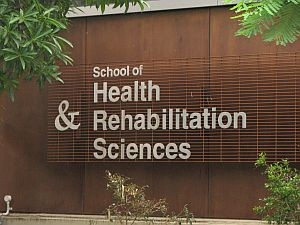 School of
Health
& Rehabilitation
Sciences